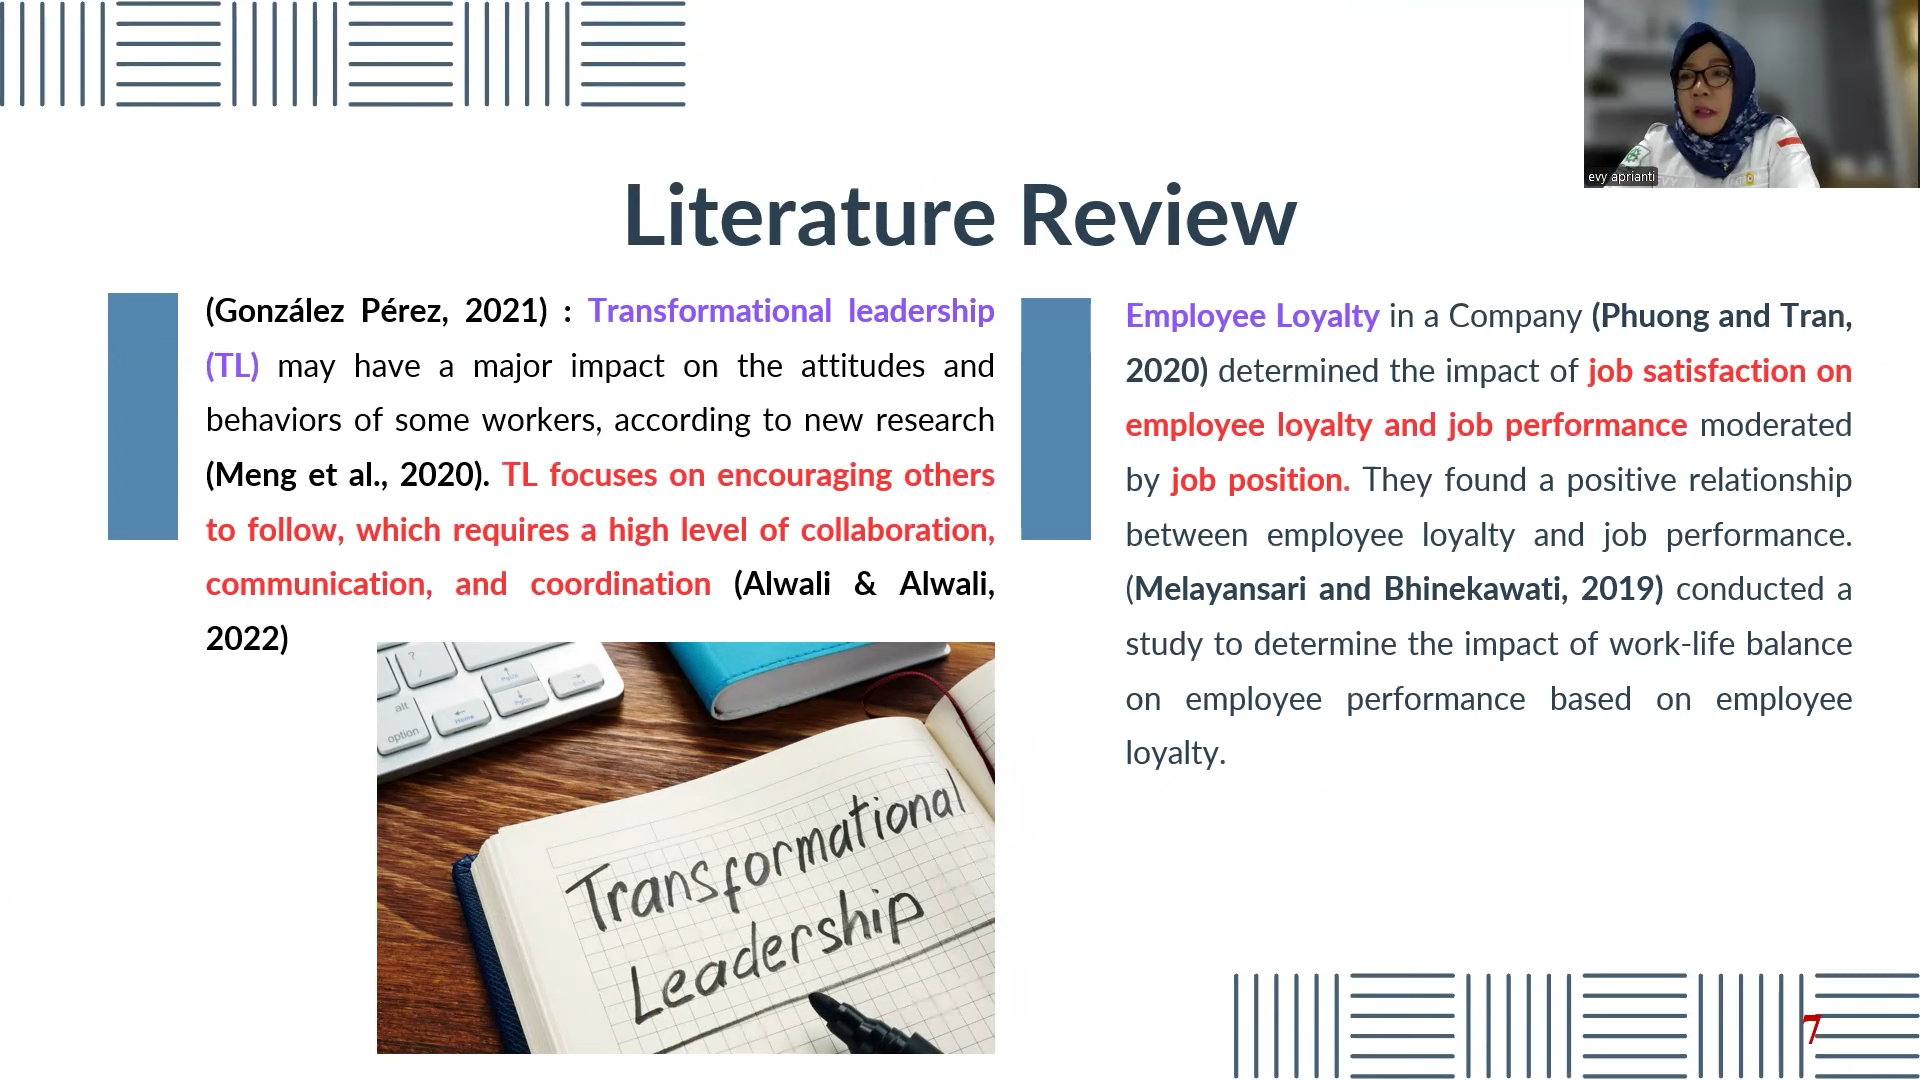 evy aprianti
Literature Review
(González Pérez, 2021) : Transformational leadership
(TL) may have a major impact on the attitudes and
behaviors of some workers, according to new research
(Meng et al., 2020). TL focuses on encouraging others
to follow, which requires a high level of collaboration,
communication, and coordination (Alwali & Alwali,
2022)
Employee Loyalty in a Company (Phuong and Tran,
2020) determined the impact of job satisfaction on
employee loyalty and job performance moderated
by job position. They found a positive relationship
between employee loyalty and job performance.
(Melayansari and Bhinekawati, 2019) conducted a
study to determine the impact of work-life balance
on employee performance based on employee
loyalty.
?
/
PgUp
alt
Home
PgDn
End
option
Transformational
Leadership
7